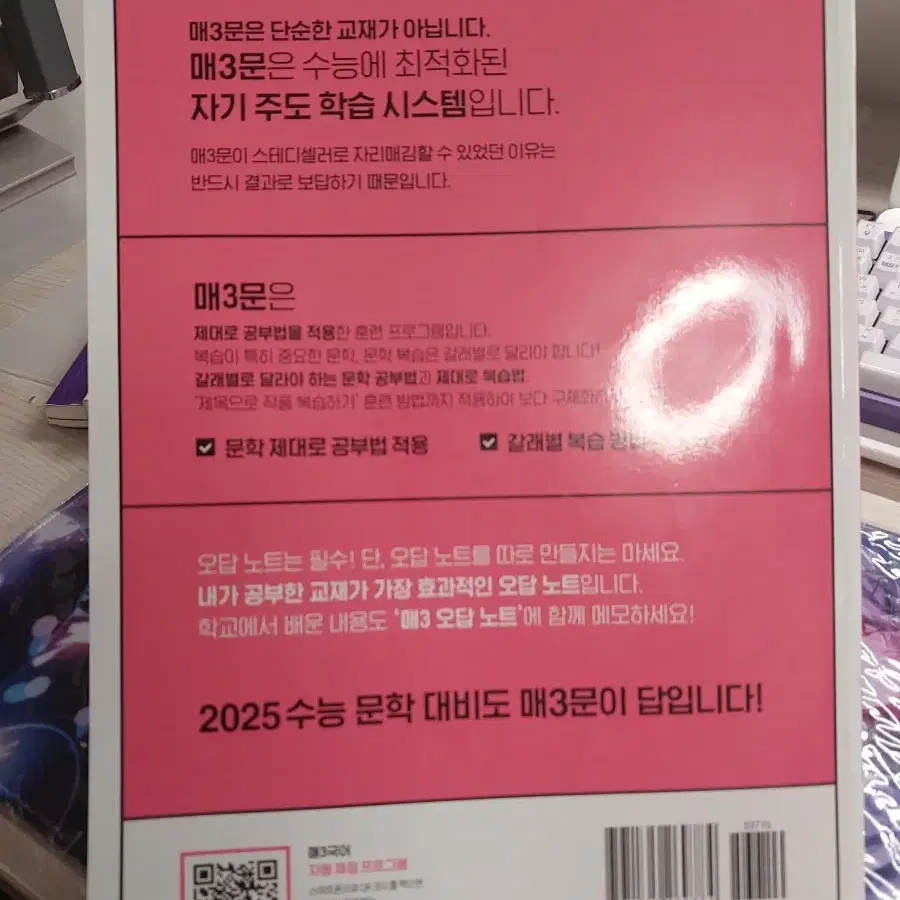 매3문은 단순한 교재가 아닙니다.
매3문은 수능에 최적화된
자기 주도 학습 시스템입니다.
매3문이 스테디셀러로 자리매김할 수 있었던 이유는
반드시 결과로 보답하기 때문입니다.
매3문은
제대로 공부법을 적용한 훈련 프로그램입니다.
복습이 특히 중요한 문학, 문학 복습은 갈래별로 달라야 합니다!
갈래별로 달라야 하는 문학 공부법과 제대로 복습법,
'제목으로 작품 복습하기' 훈련 방법까지 적용하여 보다
문학 제대로 공부법 적용
갈래별 복습
오답 노트는 필수! 단, 오답 노트를 따로 만들지는 마세요.
내가 공부한 교재가 가장 효과적인 오답 노트입니다.
학교에서 배운 내용도 '매3 오답 노트'에 함께 메모하세요!
2025 수능 문학 대비도 매3문이 답입니다!
매3국어
자동 채점 프로그램